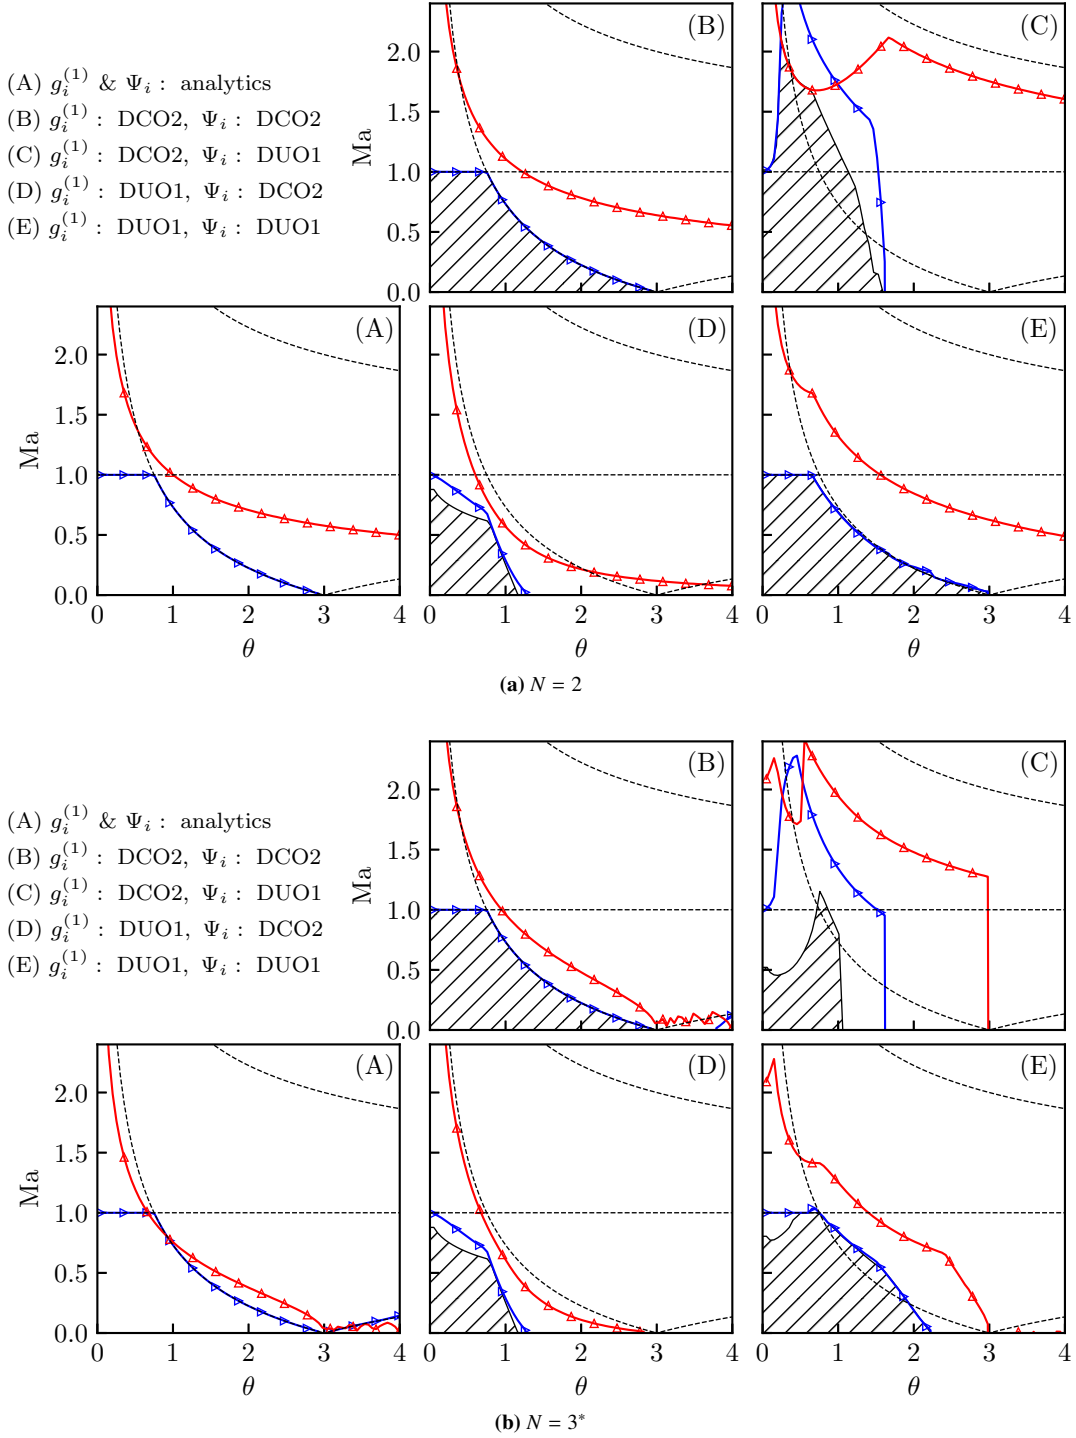 (A) g_i^(1) & Ψ_i : analytics
(B) g_i^(1) : DCO2, Ψ_i : DCO2
(C) g_i^(1) : DCO2, Ψ_i : DUO1
(D) g_i^(1) : DUO1, Ψ_i : DCO2
(E) g_i^(1) : DUO1, Ψ_i : DUO1
(B)
2.0
1.5
1.0
0.5
0.0
Ma
(C)
(A)
2.0
1.5
1.0
0.5
0.0
Ma
0 1 2 3 4
θ
(D)
0 1 2 3 4
θ
(E)
0 1 2 3 4
θ
(a) N = 2
(A) g_i^(1) & Ψ_i : analytics
(B) g_i^(1) : DCO2, Ψ_i : DCO2
(C) g_i^(1) : DCO2, Ψ_i : DUO1
(D) g_i^(1) : DUO1, Ψ_i : DCO2
(E) g_i^(1) : DUO1, Ψ_i : DUO1
(B)
2.0
1.5
1.0
0.5
0.0
Ma
(C)
(A)
2.0
1.5
1.0
0.5
0.0
Ma
0 1 2 3 4
θ
(D)
0 1 2 3 4
θ
(E)
0 1 2 3 4
θ
(b) N = 3*